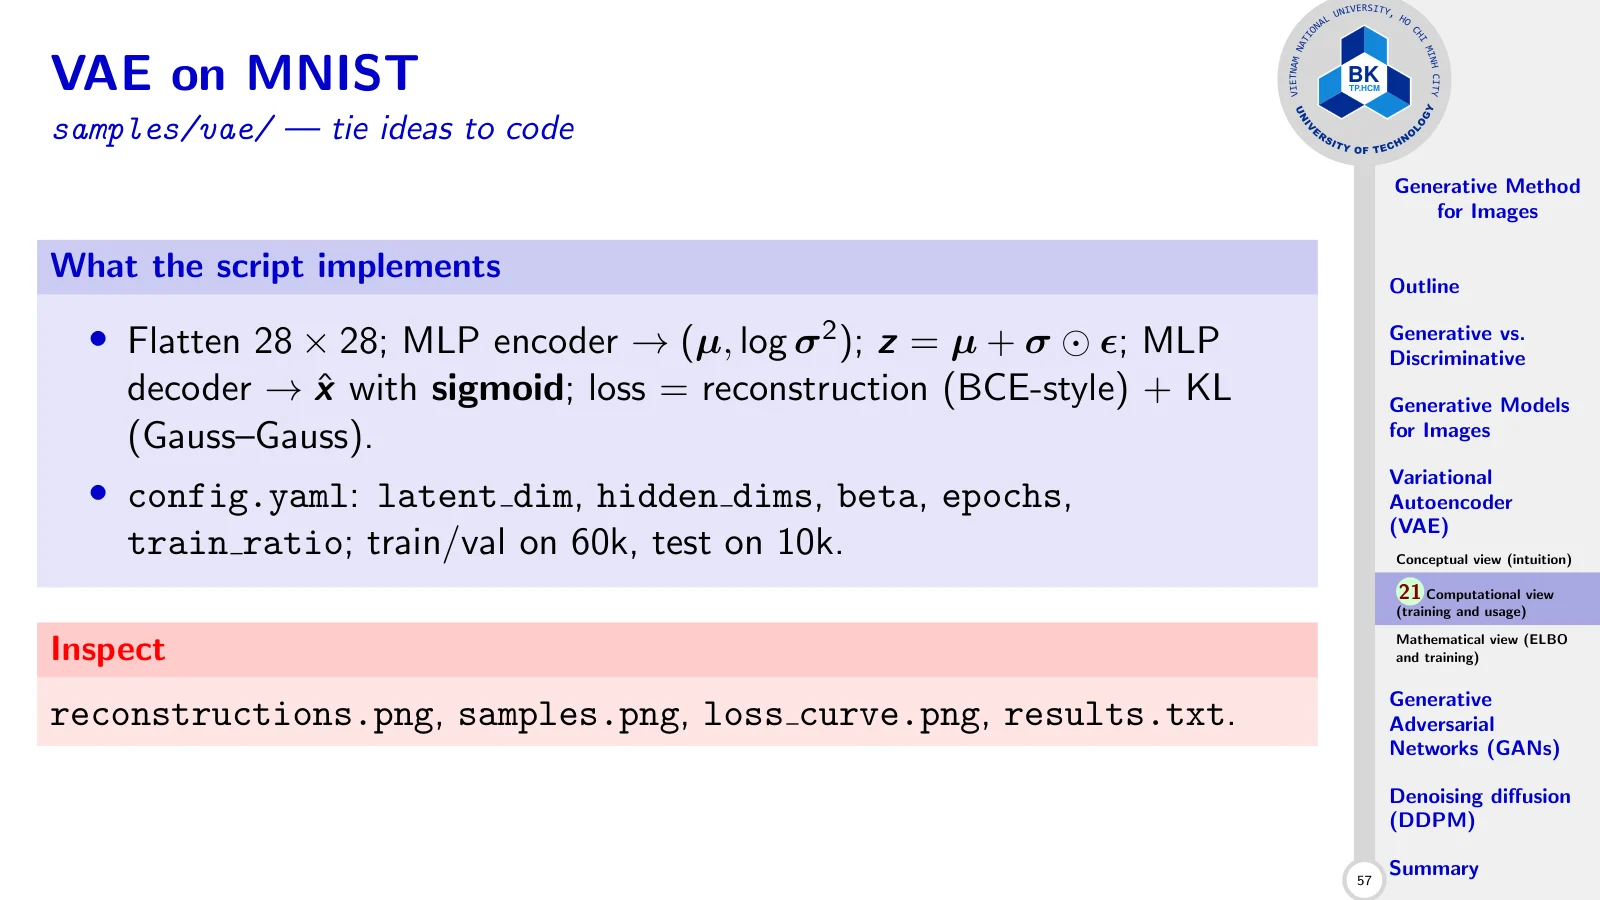 VAE on MNIST
samples/vae/ — tie ideas to code
What the script implements
• Flatten 28 × 28; MLP encoder → (μ, log σ²); z = μ + σ ⊙ ϵ; MLP
decoder → x̂ with sigmoid; loss = reconstruction (BCE-style) + KL
(Gauss–Gauss).
• config.yaml: latent_dim, hidden_dims, beta, epochs,
train_ratio; train/val on 60k, test on 10k.
Inspect
reconstructions.png, samples.png, loss_curve.png, results.txt.
VIETNAM NATIONAL UNIVERSITY, HO CHI MINH CITY
BK
TP.HCM
UNIVERSITY OF TECHNOLOGY
Generative Method
for Images
Outline
Generative vs.
Discriminative
Generative Models
for Images
Variational
Autoencoder
(VAE)
Conceptual view (intuition)
21 Computational view
(training and usage)
Mathematical view (ELBO
and training)
Generative
Adversarial
Networks (GANs)
Denoising diffusion
(DDPM)
Summary
57